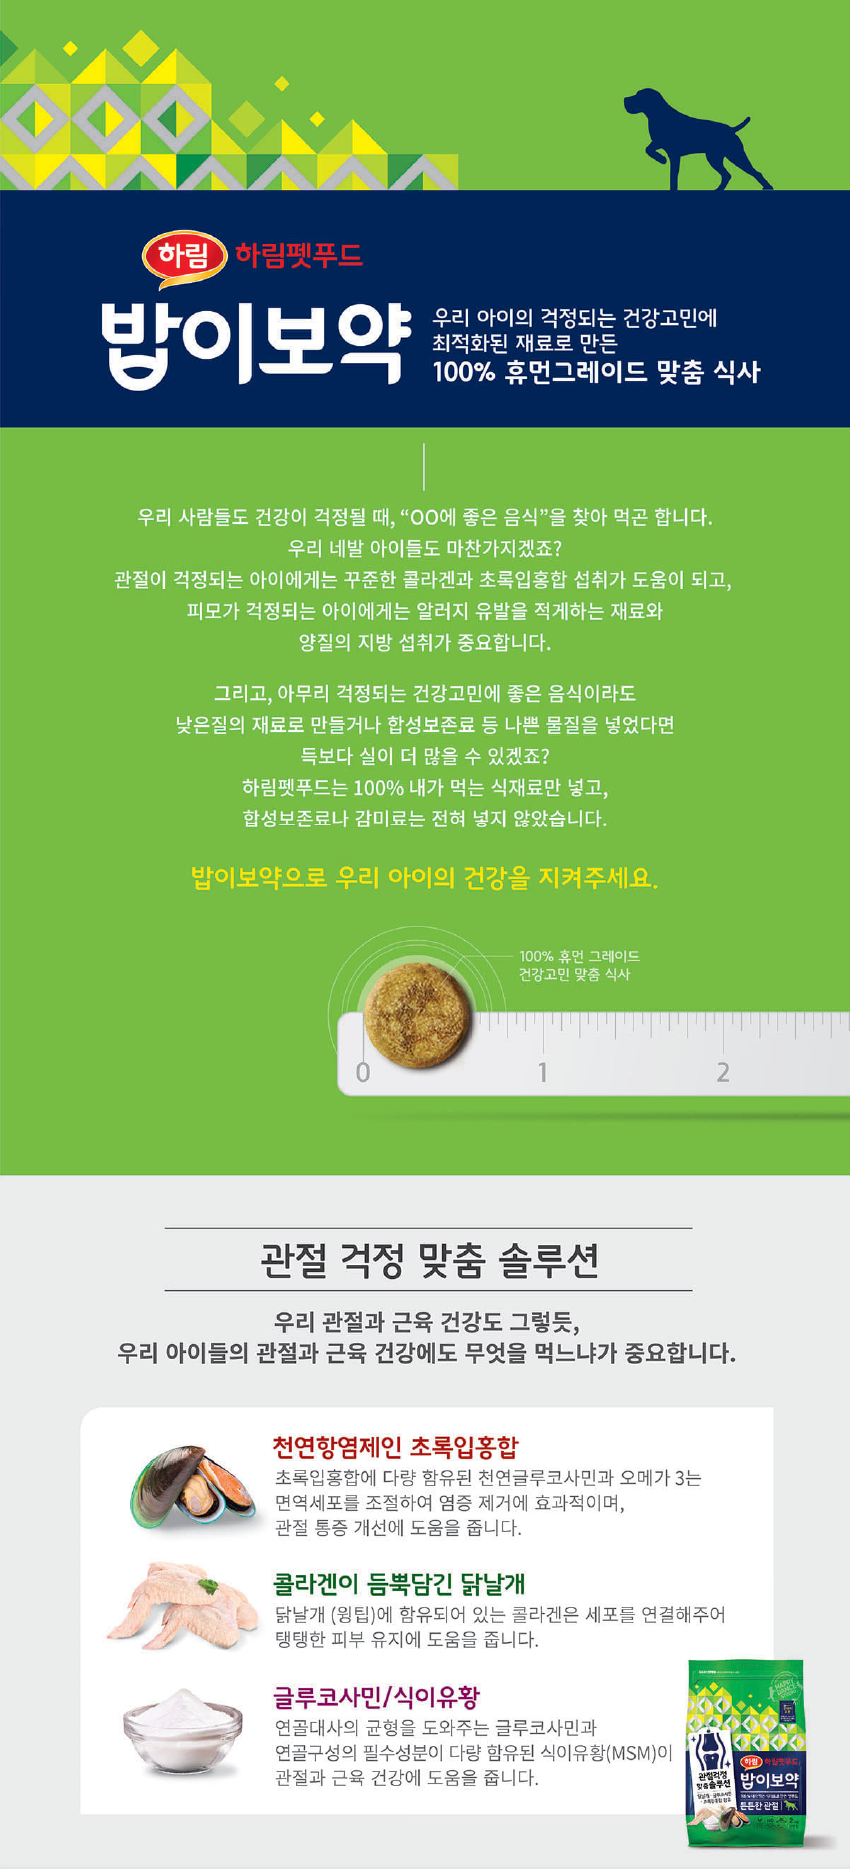 하림 하림펫푸드
밥이보약
우리 아이의 걱정되는 건강고민에
최적화된 재료로 만든
100% 휴먼그레이드 맞춤 식사
우리 사람들도 건강이 걱정될 때, “OO에 좋은 음식”을 찾아 먹곤 합니다.
우리 네발 아이들도 마찬가지겠죠?
관절이 걱정되는 아이에게는 꾸준한 콜라겐과 초록입홍합 섭취가 도움이 되고,
피모가 걱정되는 아이에게는 알러지 유발을 적게하는 재료와
양질의 지방 섭취가 중요합니다.
그리고, 아무리 걱정되는 건강고민에 좋은 음식이라도
낮은질의 재료로 만들거나 합성보존료 등 나쁜 물질을 넣었다면
득보다 실이 더 많을 수 있겠죠?
하림펫푸드는 100% 내가 먹는 식재료만 넣고,
합성보존료나 감미료는 전혀 넣지 않았습니다.
밥이보약으로 우리 아이의 건강을 지켜주세요.
100% 휴먼 그레이드
건강고민 맞춤 식사
0 1 2
관절 걱정 맞춤 솔루션
우리 관절과 근육 건강도 그렇듯,
우리 아이들의 관절과 근육 건강에도 무엇을 먹느냐가 중요합니다.
천연항염제인 초록입홍합
초록입홍합에 다량 함유된 천연글루코사민과 오메가 3는
면역세포를 조절하여 염증 제거에 효과적이며,
관절 통증 개선에 도움을 줍니다.
콜라겐이 듬뿍담긴 닭날개
닭날개 (윙팁)에 함유되어 있는 콜라겐은 세포를 연결해주어
탱탱한 피부 유지에 도움을 줍니다.
글루코사민/식이유황
연골대사의 균형을 도와주는 글루코사민과
연골구성의 필수성분이 다량 함유된 식이유황(MSM)이
관절과 근육 건강에 도움을 줍니다.
관절걱정
맞춤솔루션
하림 하림펫푸드
밥이보약
튼튼한 관절